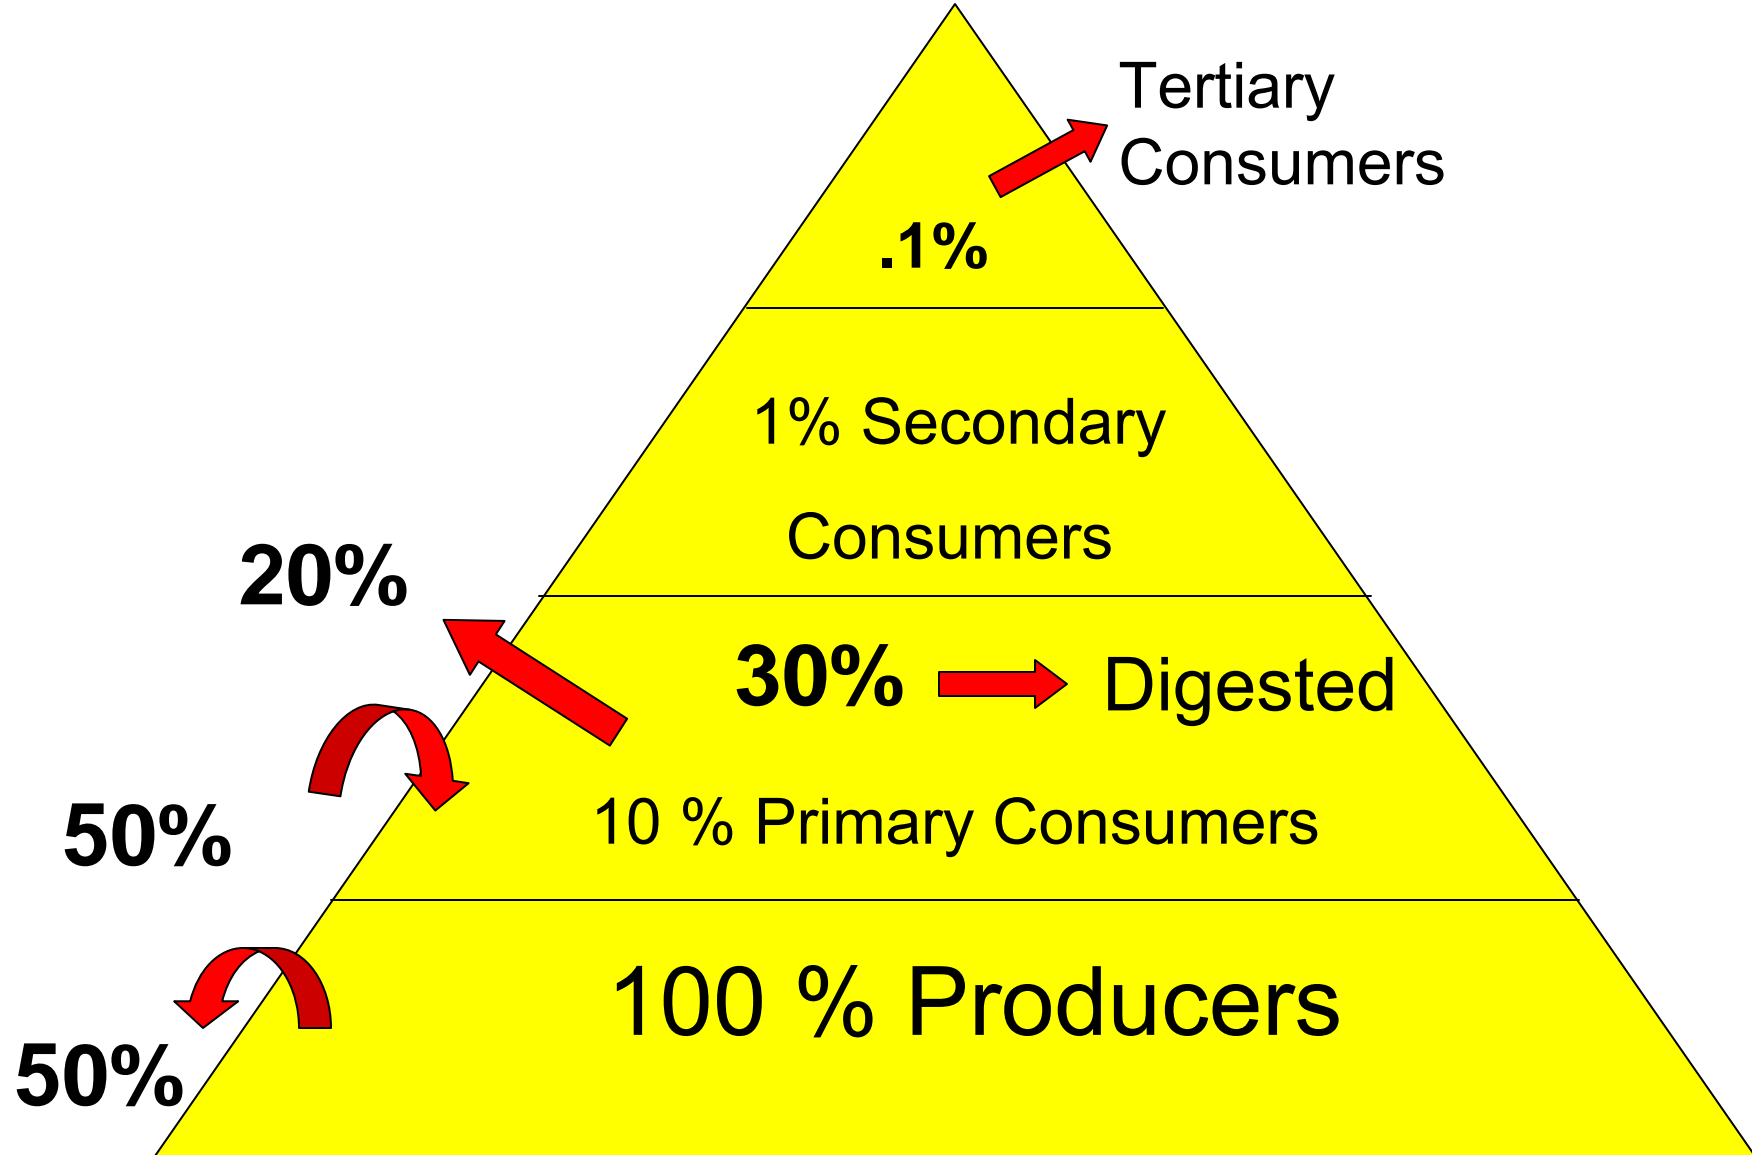 Tertiary
Consumers
.1%
1% Secondary
Consumers
20%
30% Digested
50%
10 % Primary Consumers
100 % Producers
50%